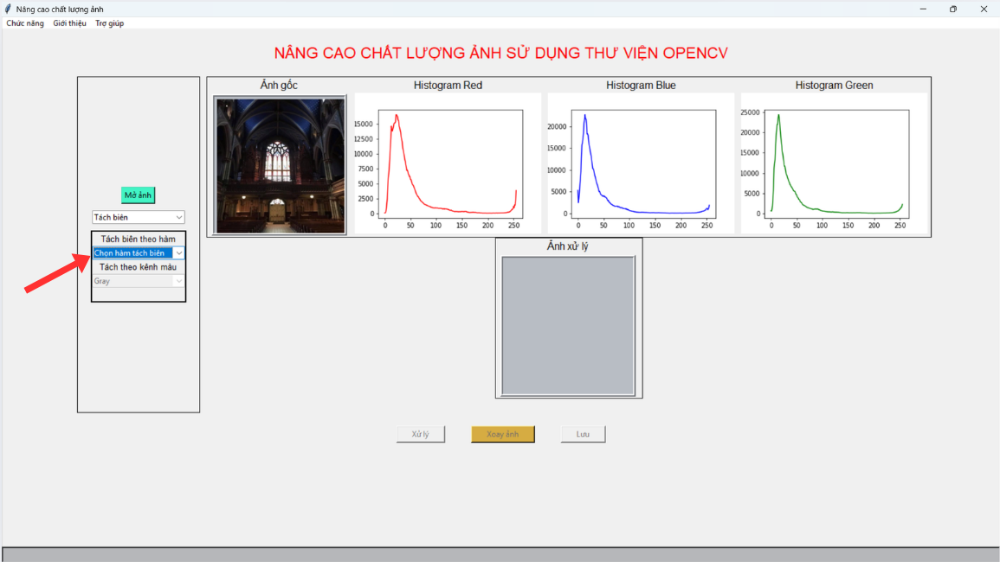 Nâng cao chất lượng ảnh
Chức năng Giới thiệu Trợ giúp
NÂNG CAO CHẤT LƯỢNG ẢNH SỬ DỤNG THƯ VIỆN OPENCV
Ảnh gốc
Histogram Red
Histogram Blue
Histogram Green
15000
12500
10000
7500
5000
2500
0
0 50 100 150 200 250
20000
15000
10000
5000
0
0 50 100 150 200 250
25000
20000
15000
10000
5000
0
0 50 100 150 200 250
Mở ảnh
Tách biên
Tách biên theo hàm
Chọn hàm tách biên
Tách theo kênh màu
Gray
Ảnh xử lý
Xử lý
Xoay ảnh
Lưu